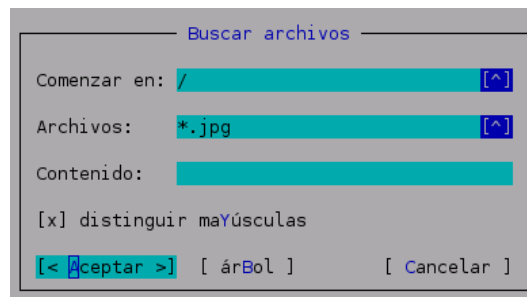 Buscar archivos
Comenzar en: / [^]
Archivos: *.jpg [^]
Contenido:
[x] distinguir maYúsculas
[< Aceptar >] [ árBol ] [ Cancelar ]